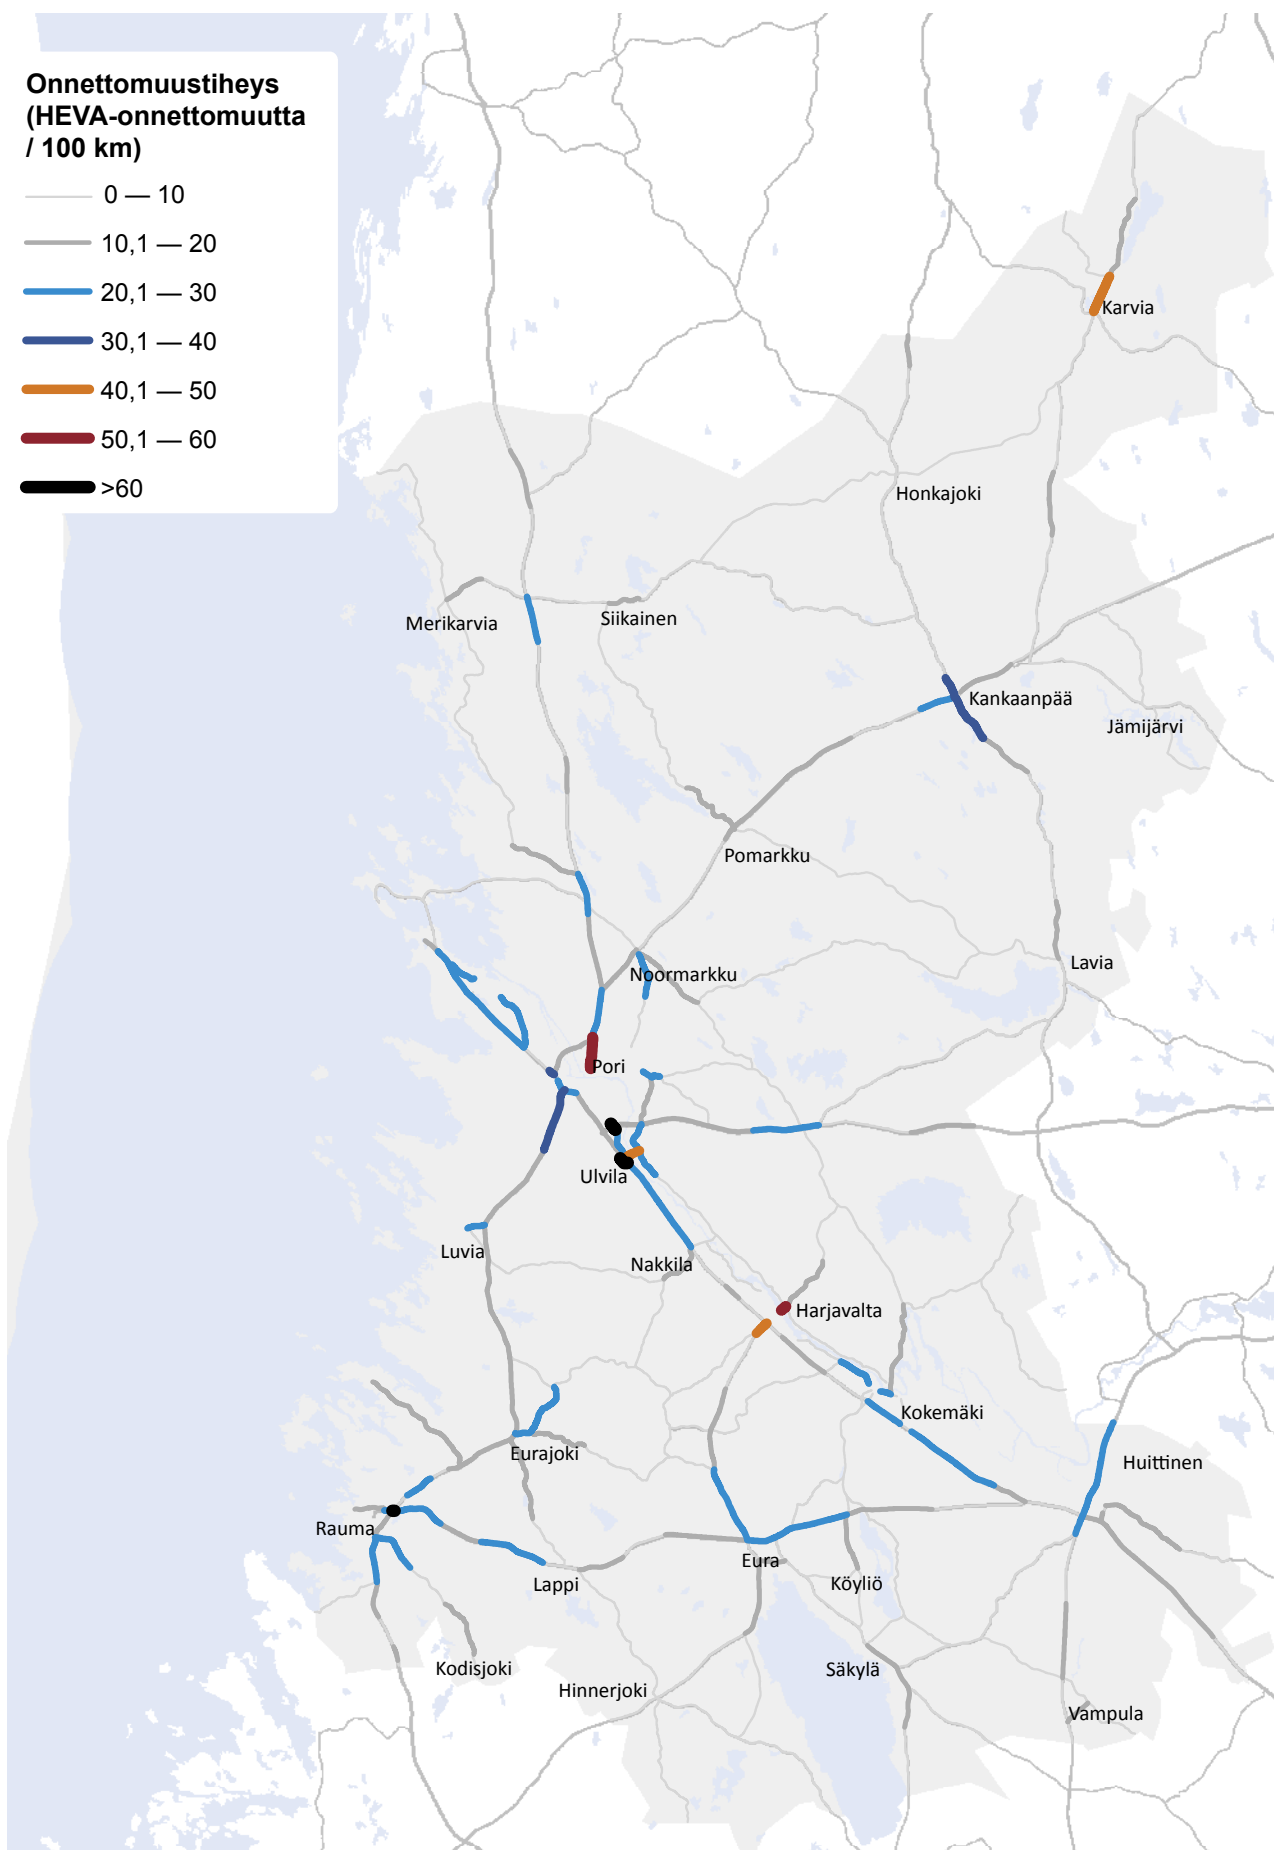 Onnettomuustiheys
(HEVA-onnettomuutta
/ 100 km)
0 — 10
10,1 — 20
20,1 — 30
30,1 — 40
40,1 — 50
50,1 — 60
>60
Karvia
Honkajoki
Merikarvia
Siikainen
Kankaanpää
Jämijärvi
Pomarkku
Lavia
Noormarkku
Pori
Ulvila
Luvia
Nakkila
Harjavalta
Kokemäki
Eurajoki
Huittinen
Rauma
Eura
Lappi
Köyliö
Kodisjoki
Säkylä
Hinnerjoki
Vampula